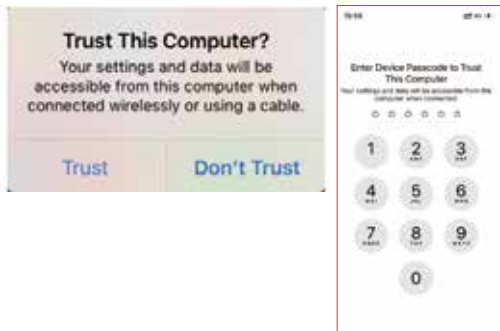 Trust This Computer?
Your settings and data will be
accessible from this computer when
connected wirelessly or using a cable.
Trust Don't Trust
Enter Device Passcode to Trust
This Computer
Your settings and data will be accessible from this
computer when connected.
1 2 3
4 5 6
7 8 9
0